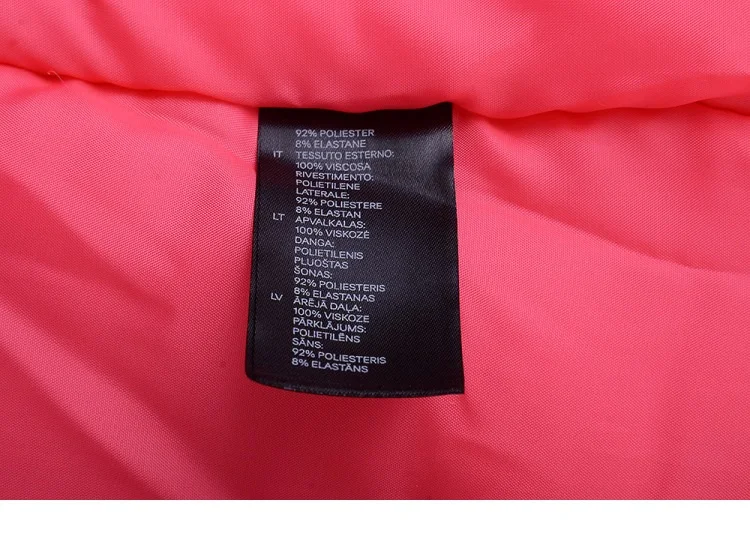 92% POLIESTER
8% ELASTANE
IT TESSUTO ESTERNO:
100% VISCOSA
RIVESTIMENTO:
POLIETILENE
LATERALE:
92% POLIESTERE
8% ELASTAN
LT APVALKALAS:
100% VISKOZĖ
DANGA:
POLIETILENIS
PLUOŠTAS
ŠONAS:
92% POLIESTERIS
8% ELASTANAS
LV ĀRĒJĀ DAĻA:
100% VISKOZE
PĀRKLĀJUMS:
POLIETILĒNS
SĀNS:
92% POLIESTERIS
8% ELASTĀNS